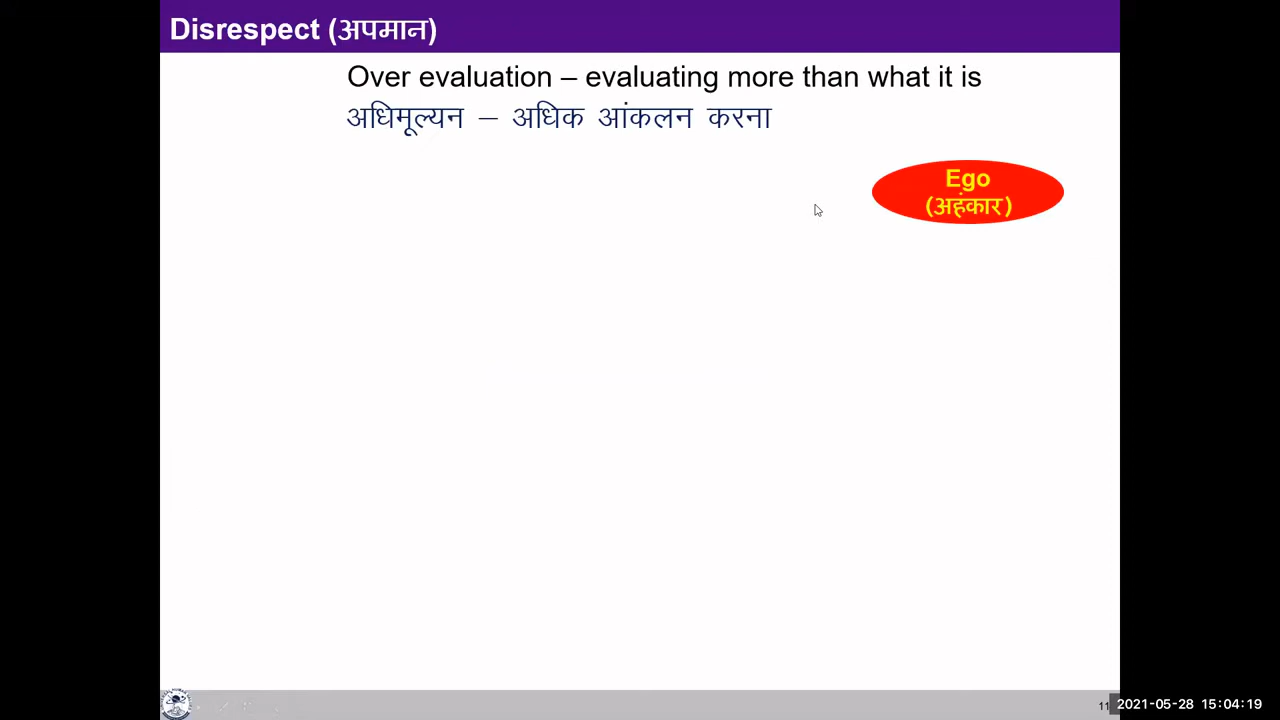 Disrespect (अपमान)
Over evaluation – evaluating more than what it is
अधिमूल्यन – अधिक आंकलन करना
Ego
(अहंकार)
11
2021-05-28 15:04:19